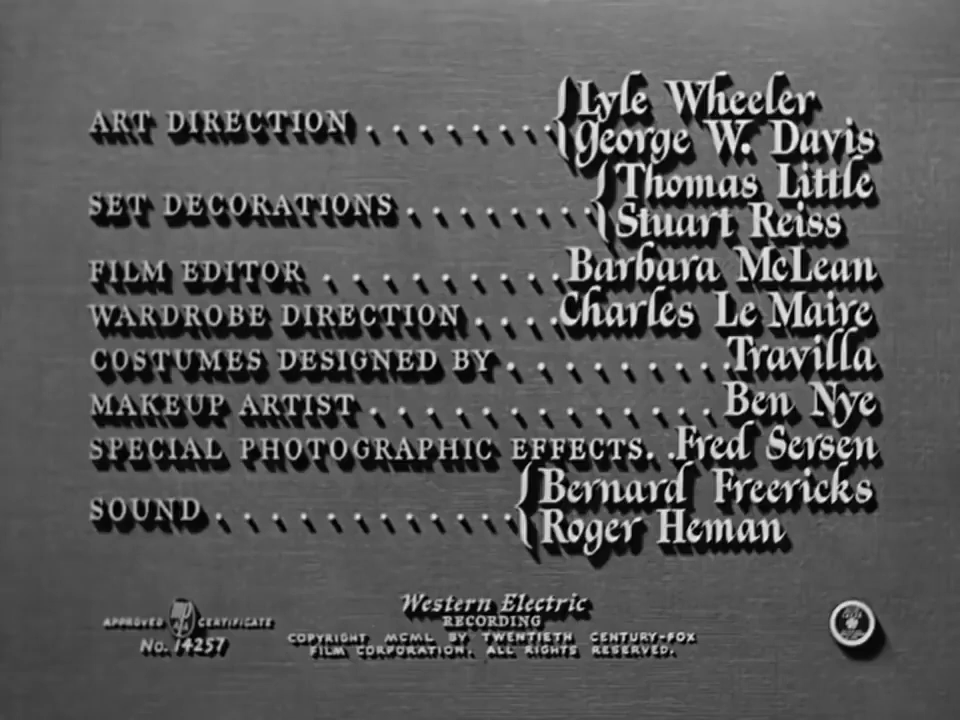 ART DIRECTION . . . . . . . . { Lyle Wheeler
George W. Davis
SET DECORATIONS . . . . . . . . { Thomas Little
Stuart Reiss
FILM EDITOR . . . . . . . . . Barbara McLean
WARDROBE DIRECTION . . . . Charles Le Maire
COSTUMES DESIGNED BY . . . . . . . . . Travilla
MAKEUP ARTIST . . . . . . . . . . . . . Ben Nye
SPECIAL PHOTOGRAPHIC EFFECTS. . Fred Sersen
SOUND . . . . . . . . . . . . { Bernard Freericks
Roger Heman
APPROVED CERTIFICATE
No. 14257
Western Electric
RECORDING
COPYRIGHT MCML BY TWENTIETH CENTURY-FOX
FILM CORPORATION. ALL RIGHTS RESERVED.